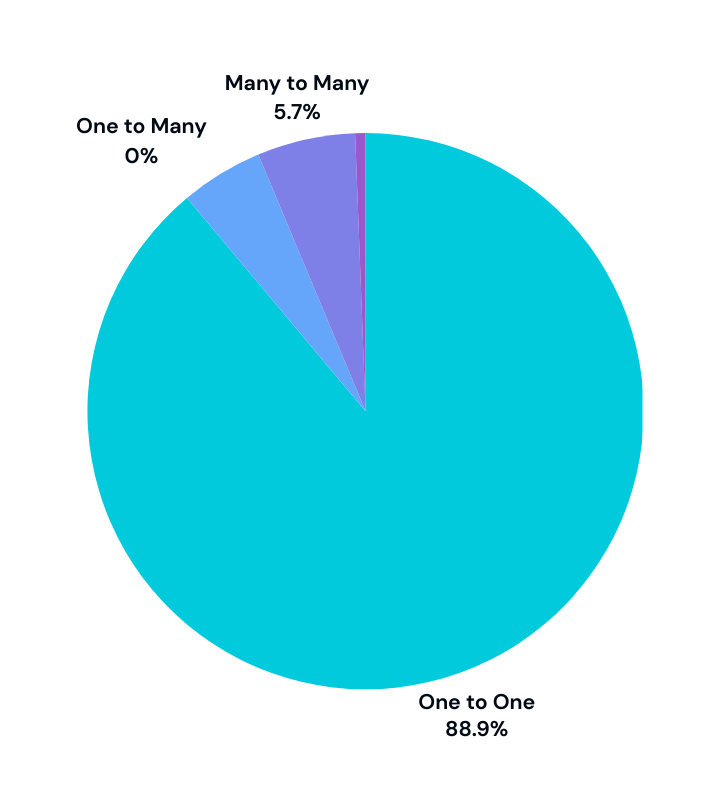 Many to Many
5.7%
One to Many
0%
One to One
88.9%